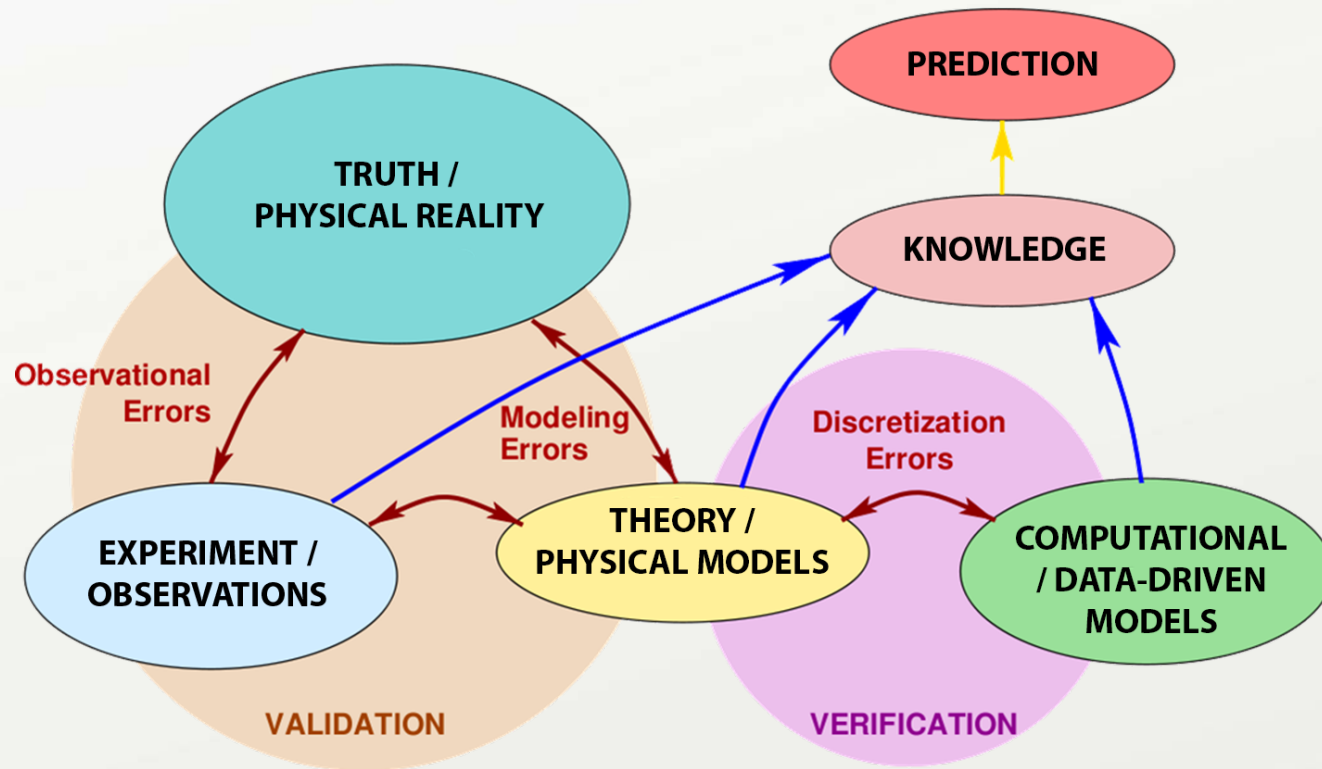 PREDICTION
TRUTH /
PHYSICAL REALITY
KNOWLEDGE
Observational
Errors
Modeling
Errors
Discretization
Errors
EXPERIMENT /
OBSERVATIONS
THEORY /
PHYSICAL MODELS
COMPUTATIONAL
/ DATA-DRIVEN
MODELS
VALIDATION
VERIFICATION